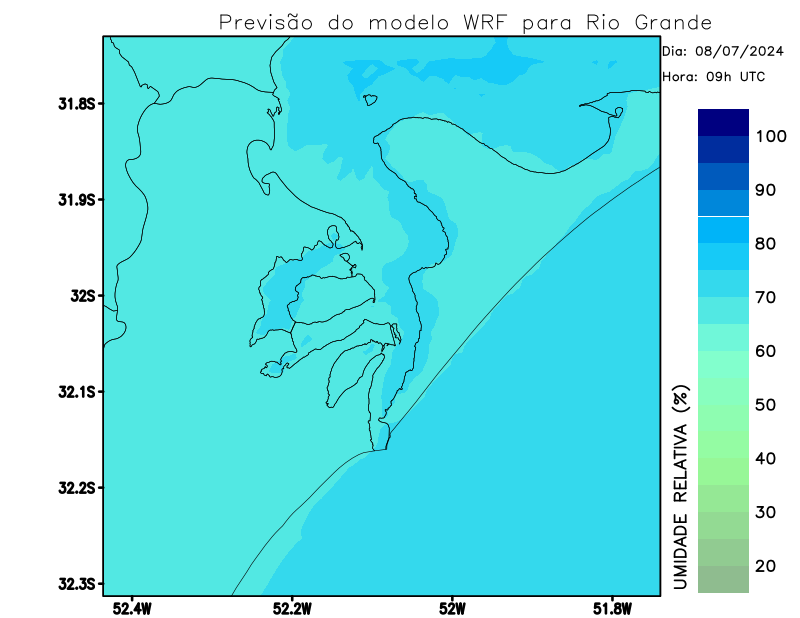 Previsão do modelo WRF para Rio Grande
Dia: 08/07/2024
Hora: 09h UTC
31.8S
31.9S
32S
32.1S
32.2S
32.3S
52.4W
52.2W
52W
51.8W
UMIDADE RELATIVA (%)
100
90
80
70
60
50
40
30
20